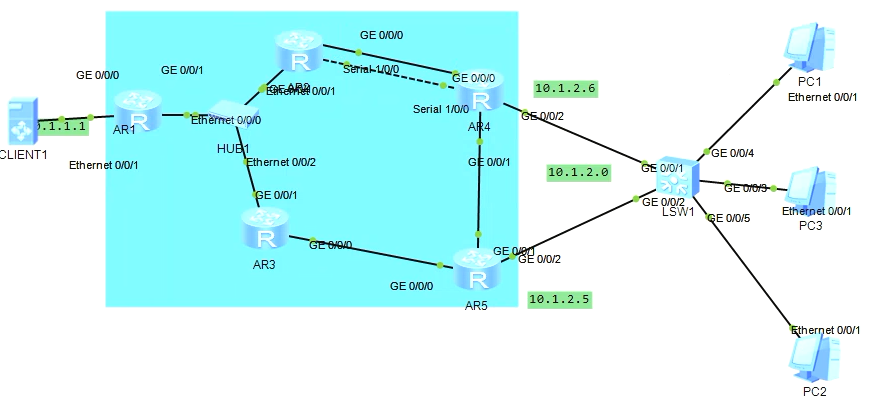 GE 0/0/0
GE 0/0/0
GE 0/0/1
Serial 1/0/0
GE 0/0/0
R
R
R
PC1
Ethernet 0/0/1
.1.1.1
AR1
Ethernet 0/0/1
Ethernet 0/0/0
Serial 1/0/0
R
AR4
10.1.2.6
GE 0/0/2
CLIENT1
HUB1
Ethernet 0/0/1
Ethernet 0/0/2
GE 0/0/1
10.1.2.0
GE 0/0/1
GE 0/0/4
GE 0/0/3
GE 0/0/2
LSW1
GE 0/0/5
Ethernet 0/0/1
PC3
GE 0/0/1
R
AR3
GE 0/0/0
GE 0/0/2
GE 0/0/0
AR5
10.1.2.5
Ethernet 0/0/1
PC2